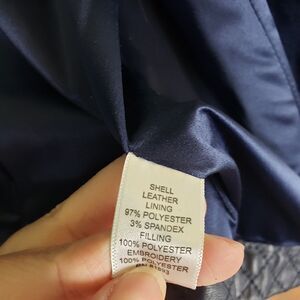 SHELL
LEATHER
LINING
97% POLYESTER
3% SPANDEX
FILLING
100% POLYESTER
EMBROIDERY
100% POLYESTER